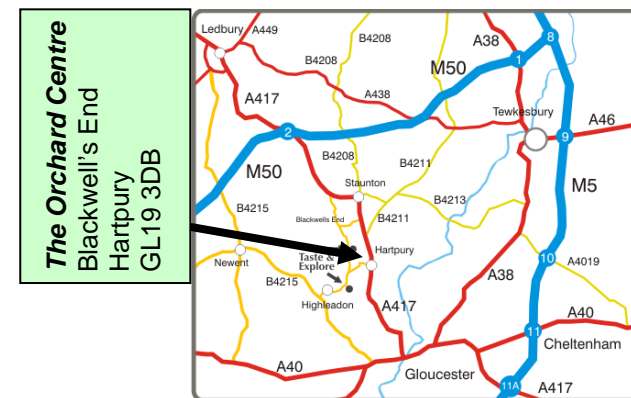 The Orchard Centre
Blackwell's End
Hartpury
GL19 3DB
Ledbury
A449
B4208
A38
8
B4208
M50
1
A438
A417
Tewkesbury
A46
2
9
B4208
B4211
M50
M5
Staunton
B4213
B4215
Blackwells End
B4211
Hartpury
Taste &
Explore
Newent
10
A4019
A38
B4215
Highleadon
A417
A40
11
Cheltenham
A40
Gloucester
11A
A417